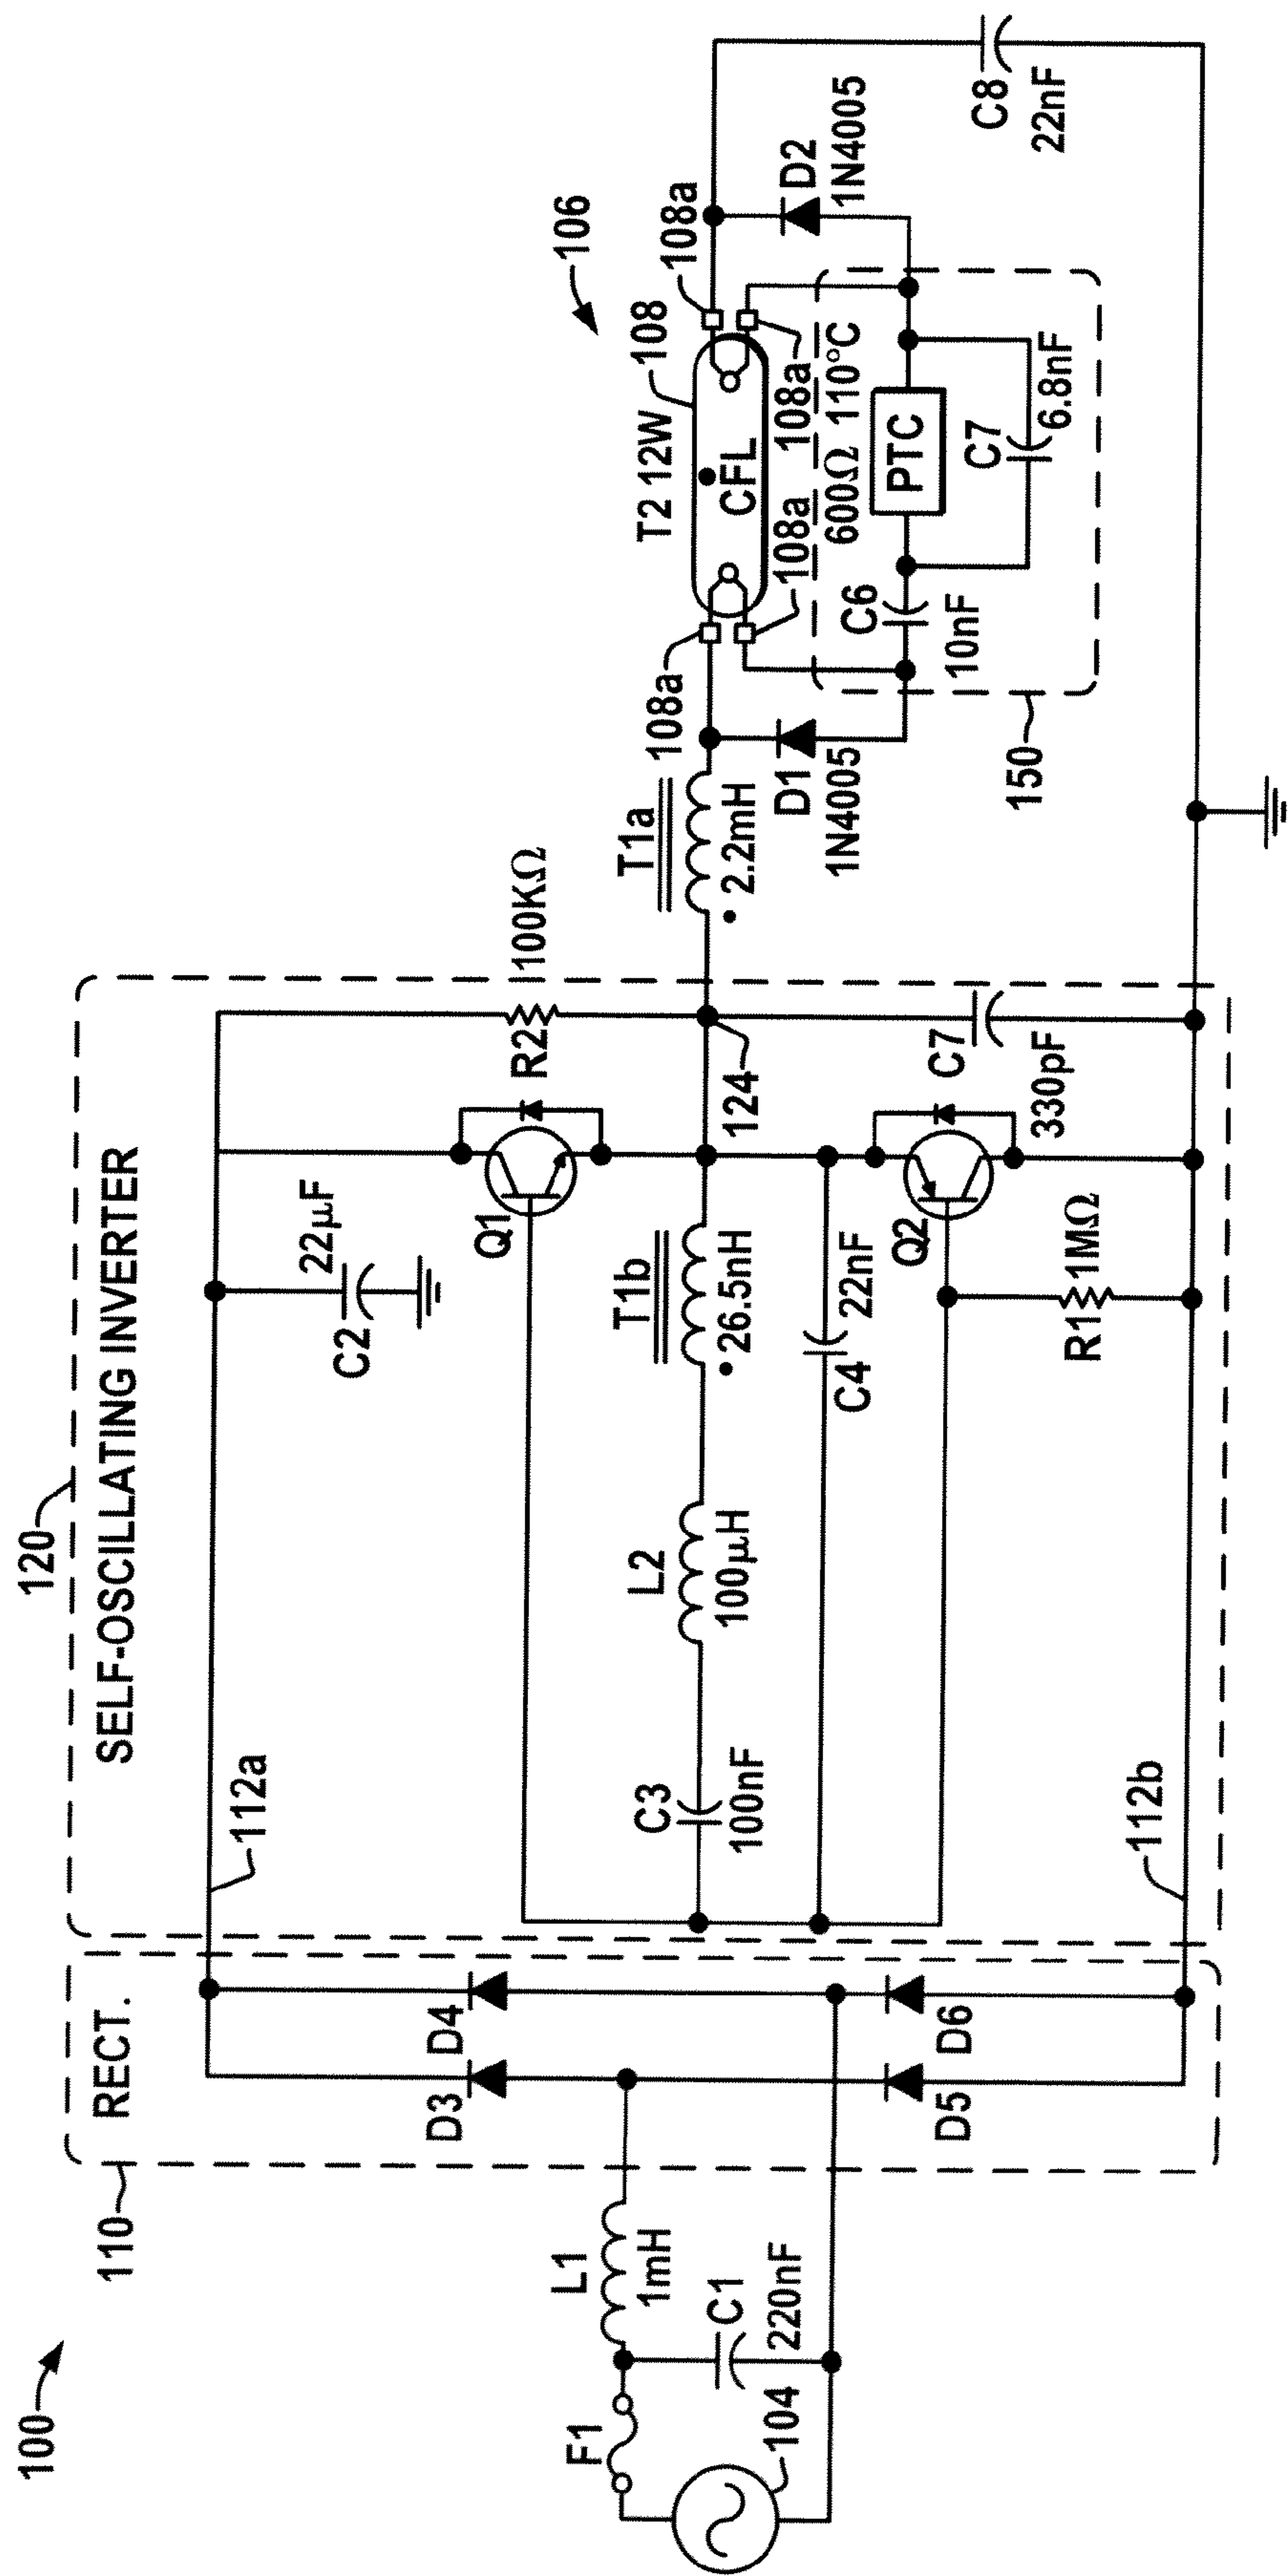 100
110
RECT.
120
SELF-OSCILLATING INVERTER
F1
L1
1mH
C1
220nF
104
D3
D4
D5
D6
112a
112b
C3
100nF
L2
100µH
T1b
26.5nH
C4
22nF
C2
22µF
Q1
Q2
R1
1MΩ
R2
100KΩ
124
C7
330pF
T1a
2.2mH
D1
1N4005
108a
108a
T2 12W
108
CFL
108a
108a
106
600Ω 110°C
C6
10nF
PTC
C7
6.8nF
150
D2
1N4005
C8
22nF